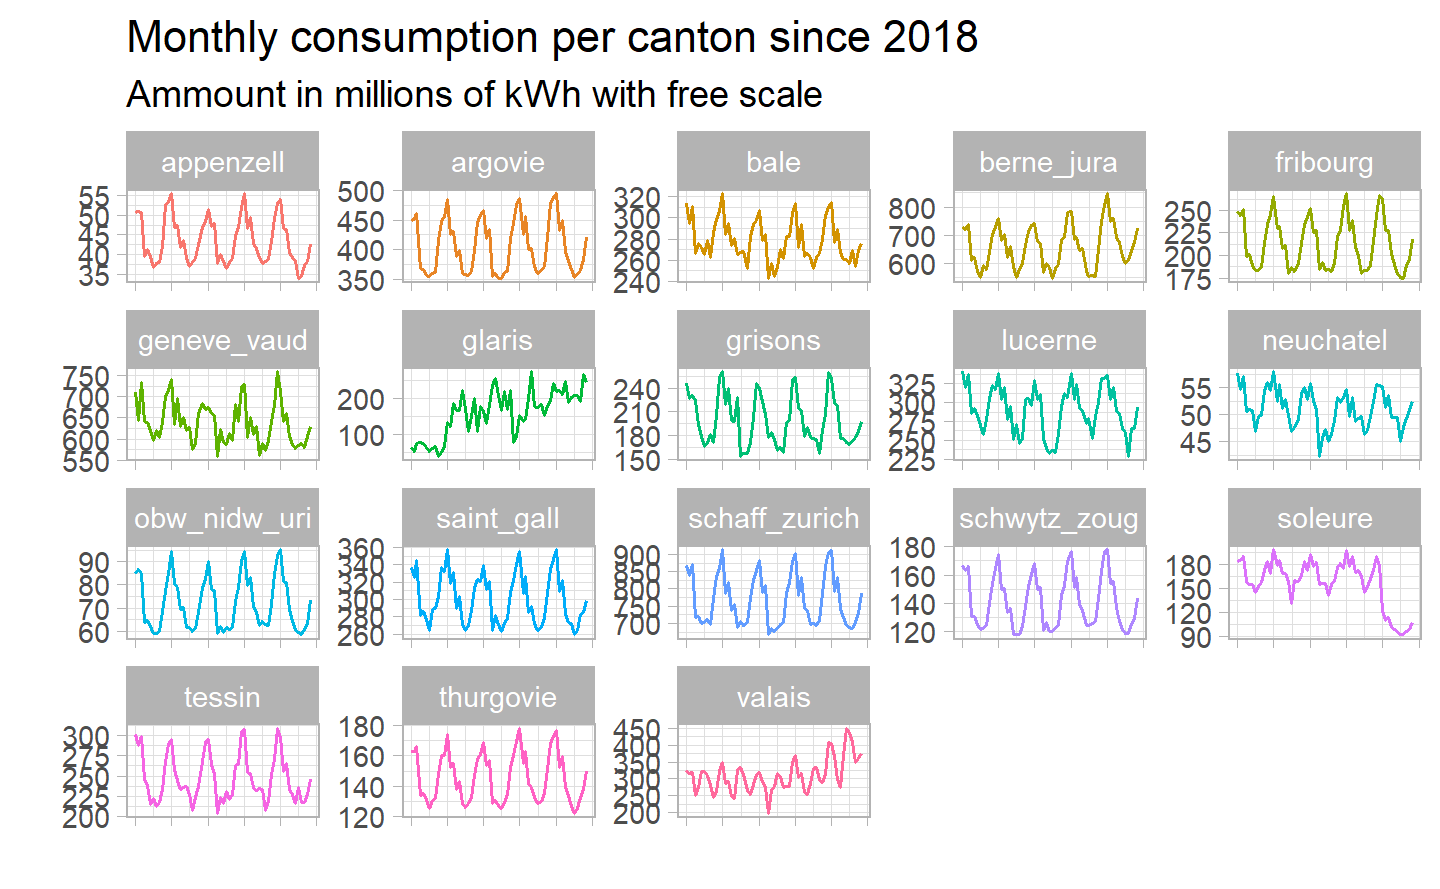 Monthly consumption per canton since 2018
Ammount in millions of kWh with free scale
appenzell argovie bale berne_jura fribourg
55 50 45 40 35
500 450 400 350
320 300 280 260 240
800 700 600
250 225 200 175
geneve_vaud glaris grisons lucerne neuchatel
750 700 650 600 550
200 100
240 210 180 150
325 300 275 250 225
55 50 45
obw_nidw_uri saint_gall schaff_zurich schwytz_zoug soleure
90 80 70 60
360 340 320 300 280 260
900 850 800 750 700
180 160 140 120
180 150 120 90
tessin thurgovie valais
300 275 250 225 200
180 160 140 120
450 400 350 300 250 200